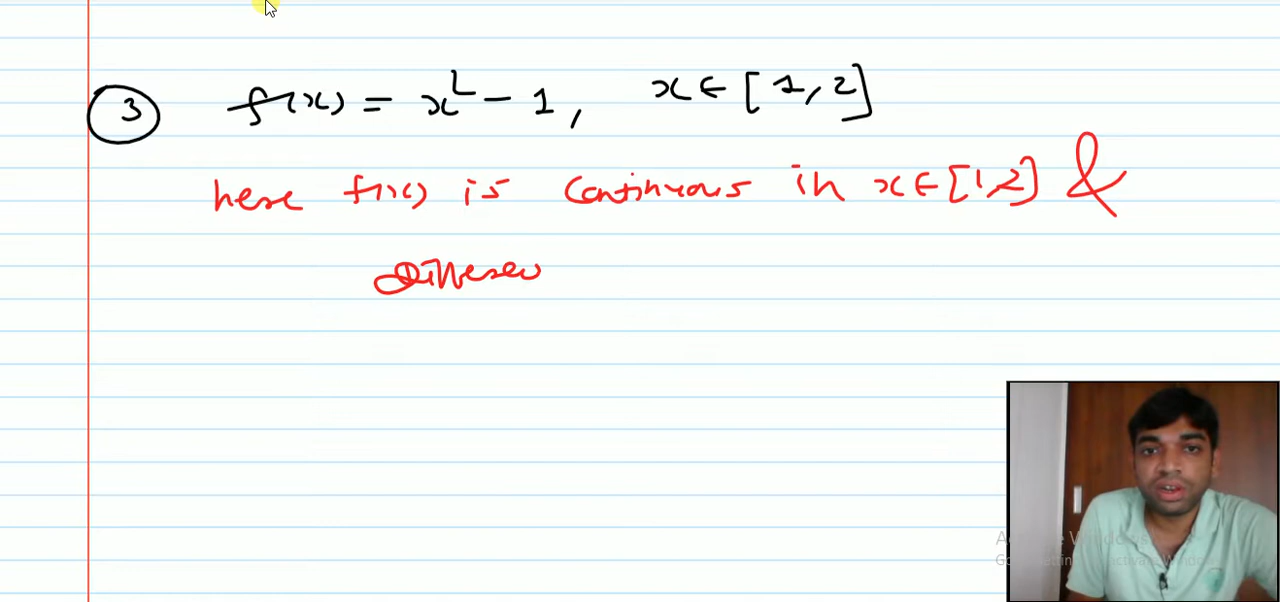 3 f(x) = x² - 1, x ∈ [1, 2]
here f(x) is continuous in x ∈ [1, 2] &
Differen